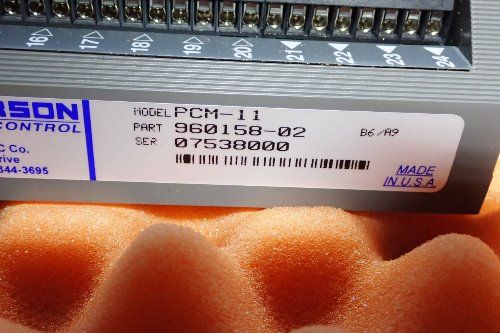 16 17 18 19 20 21 22 23 24
RSON
CONTROL
C Co.
rive
344-3695
MODEL PCM-11
PART 960158-02 B6/A9
SER 07538000
MADE
IN U.S.A